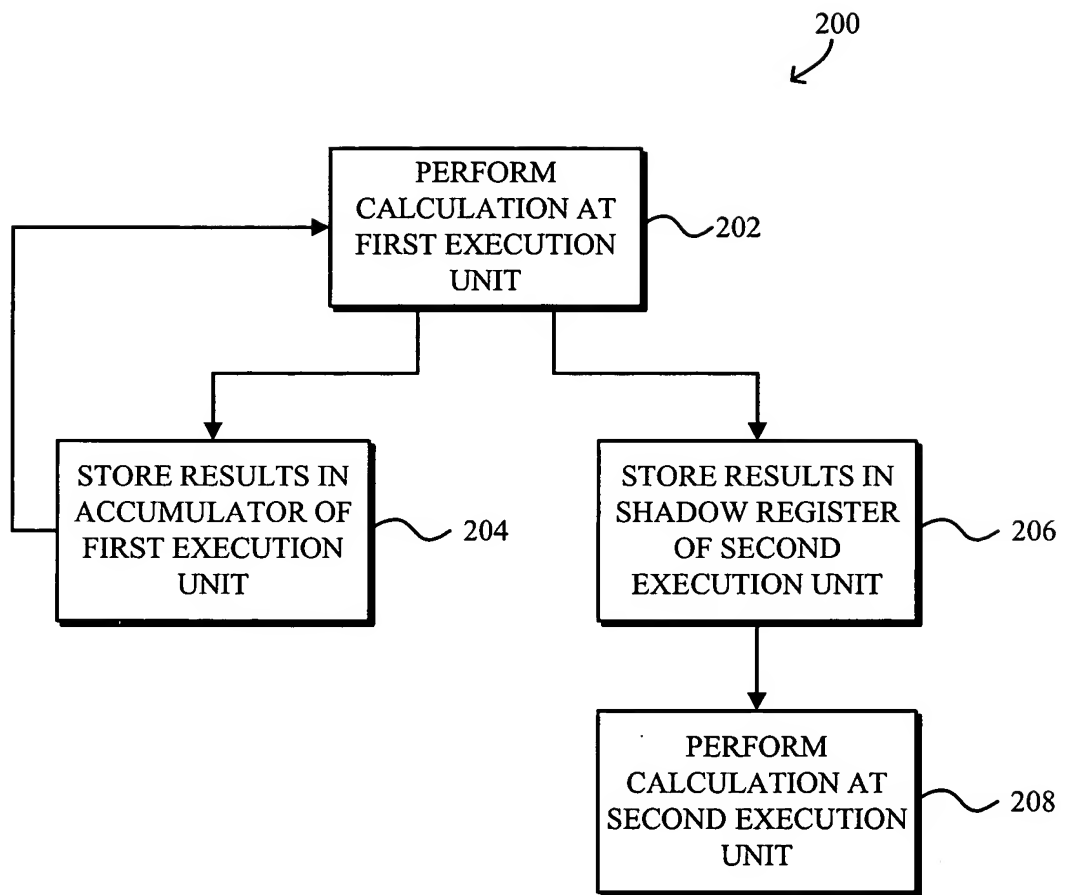 200
PERFORM
CALCULATION AT
FIRST EXECUTION
UNIT
202
STORE RESULTS IN
ACCUMULATOR OF
FIRST EXECUTION
UNIT
204
STORE RESULTS IN
SHADOW REGISTER
OF SECOND
EXECUTION UNIT
206
PERFORM
CALCULATION AT
SECOND EXECUTION
UNIT
208